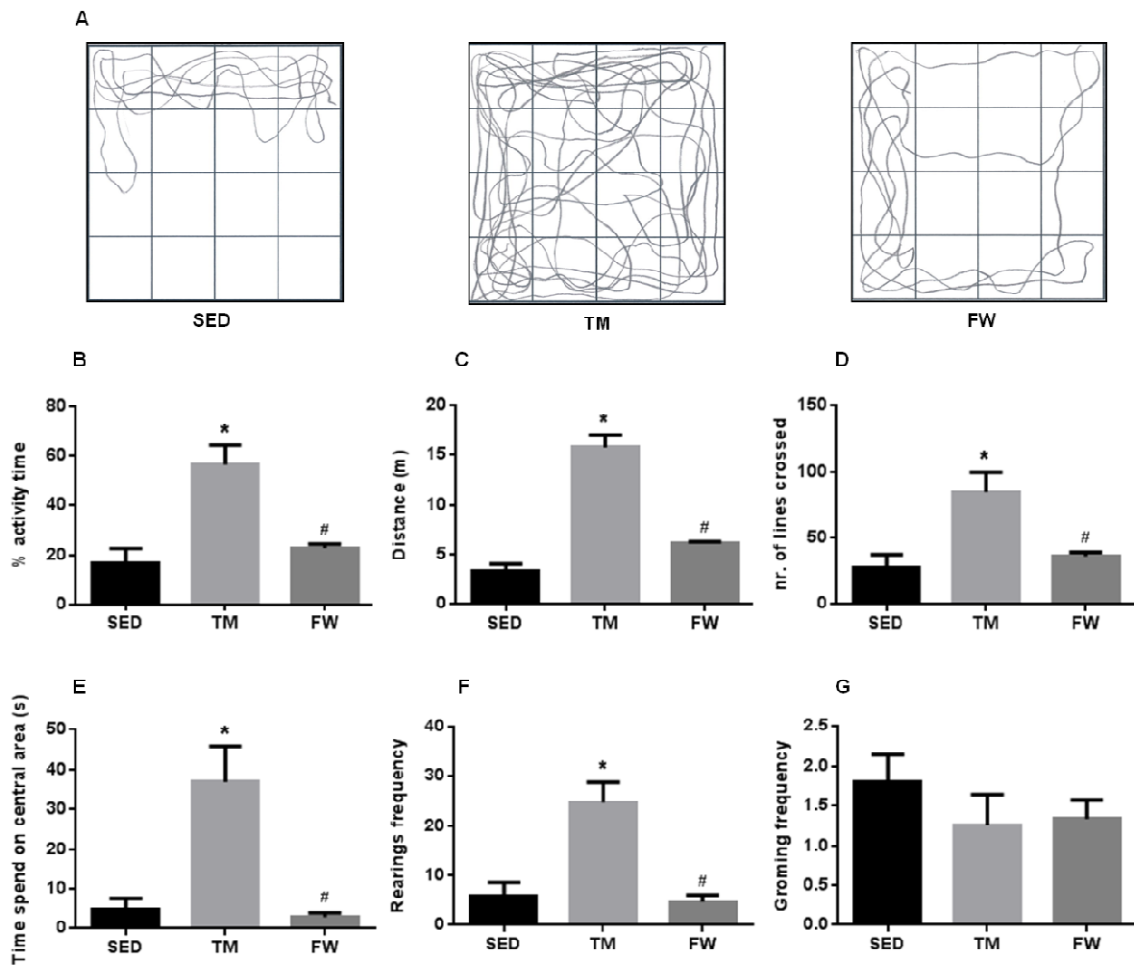 A
SED
TM
FW
B
% activity time
80
60
40
20
0
*
#
SED TM FW
C
Distance (m)
20
15
10
5
0
*
#
SED TM FW
D
nr. of lines crossed
150
100
50
0
*
#
SED TM FW
E
Time spend on central area (s)
50
40
30
20
10
0
*
#
SED TM FW
F
Rearings frequency
40
30
20
10
0
*
#
SED TM FW
G
Groming frequency
2.5
2.0
1.5
1.0
0.5
0.0
SED TM FW